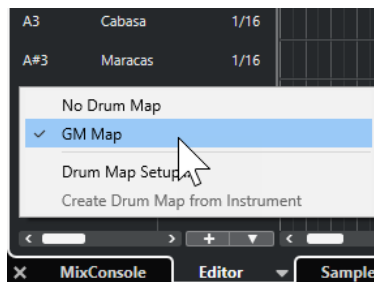 A3 Cabasa 1/16
A#3 Maracas 1/16
No Drum Map
✓ GM Map
Drum Map Setup
Create Drum Map from Instrument
MixConsole Editor Sample